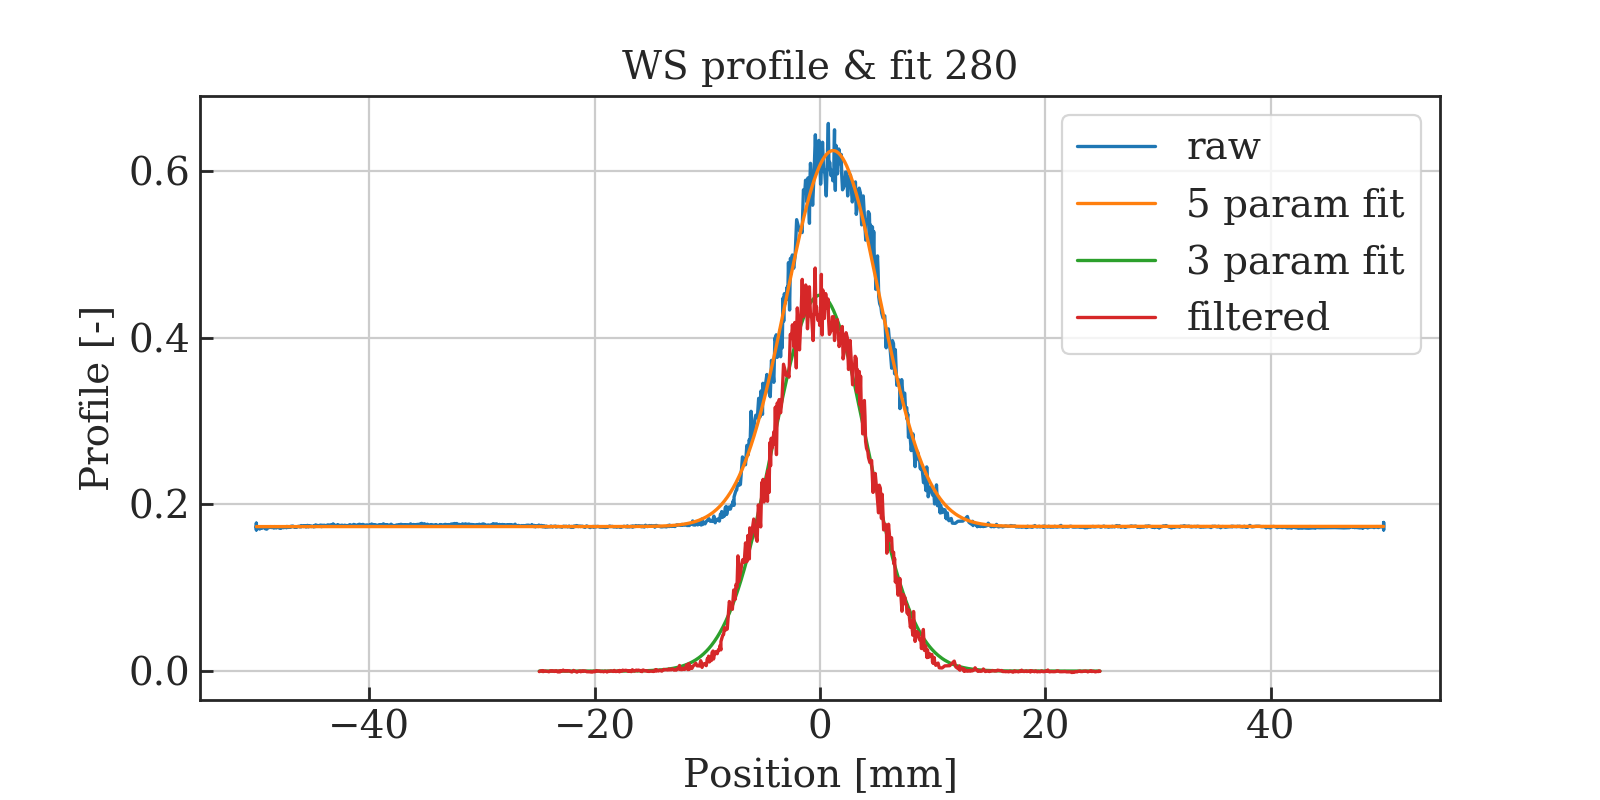 WS profile & fit 280
raw
5 param fit
3 param fit
filtered
0.6
0.4
0.2
0.0
Profile [-]
−40 −20 0 20 40
Position [mm]